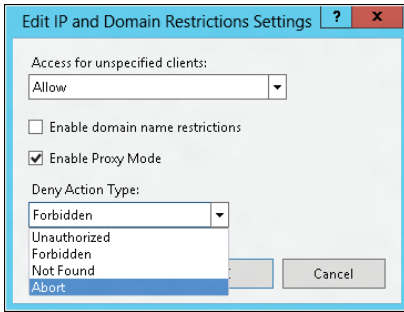 Edit IP and Domain Restrictions Settings ? x
Access for unspecified clients:
Allow
Enable domain name restrictions
Enable Proxy Mode
Deny Action Type:
Forbidden
Unauthorized
Forbidden
Not Found
Abort
Cancel